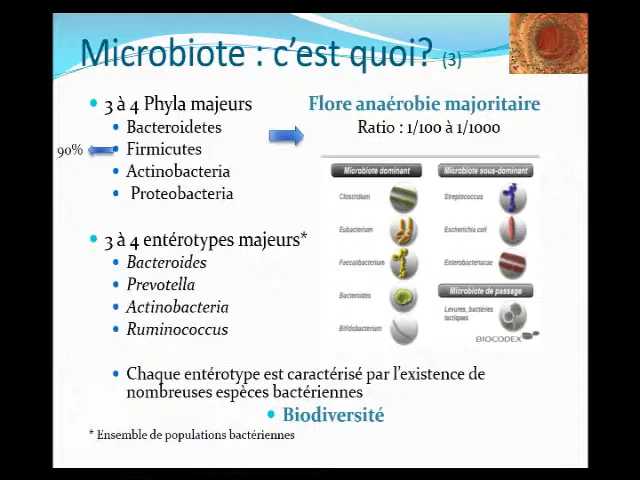 Microbiote : c'est quoi? (3)
3 à 4 Phyla majeurs
Bacteroidetes
90%
Firmicutes
Actinobacteria
Proteobacteria
3 à 4 entérotypes majeurs*
Bacteroides
Prevotella
Actinobacteria
Ruminococcus
Flore anaérobie majoritaire
Ratio : 1/100 à 1/1000
Microbiote dominant
Clostridium
Eubacterium
Faecalibacterium
Bacteroides
Bifidobacterium
Microbiote sous-dominant
Streptococcus
Escherichia coli
Enterobacteriaceae
Microbiote de passage
Levures, bactéries
lactiques
BIOCODEX
Chaque entérotype est caractérisé par l'existence de
nombreuses espèces bactériennes
Biodiversité
* Ensemble de populations bactériennes